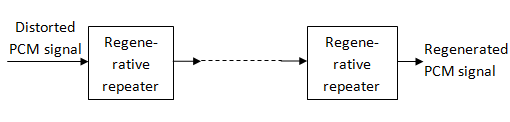 Distorted
PCM signal
Regene-
rative
repeater
Regene-
rative
repeater
Regenerated
PCM signal